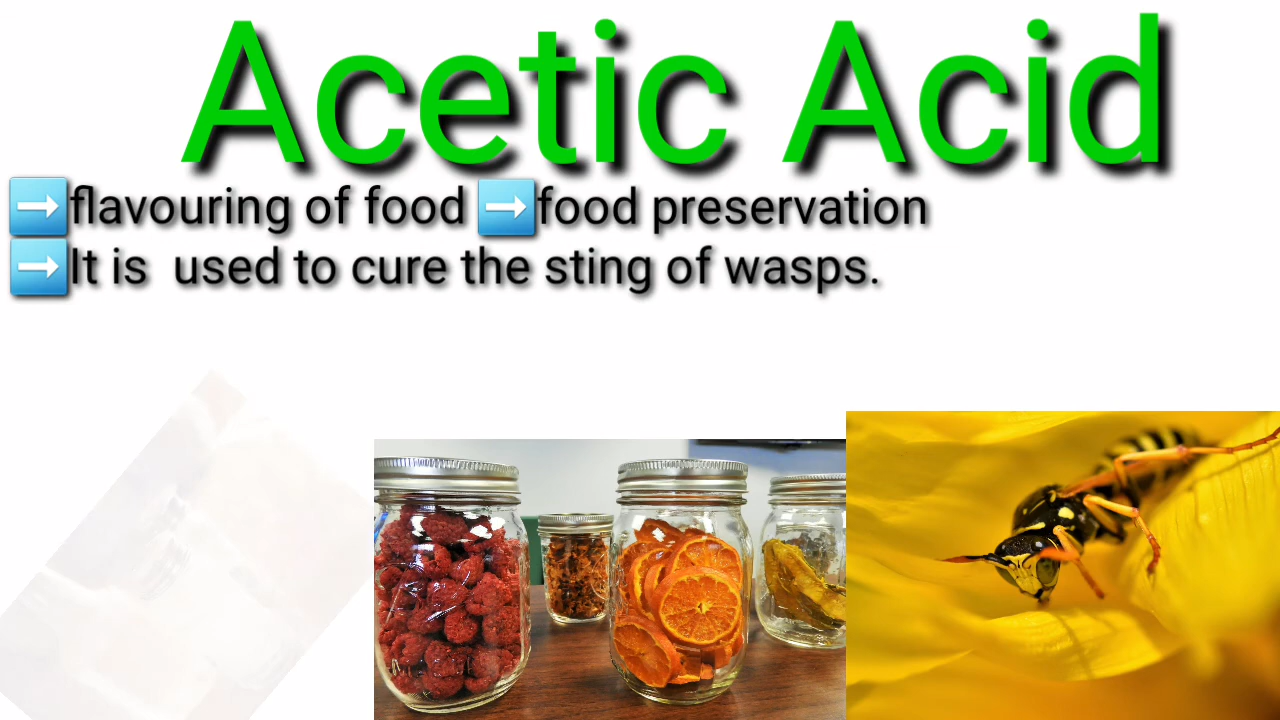 Acetic Acid
➡️flavouring of food ➡️food preservation
➡️It is used to cure the sting of wasps.